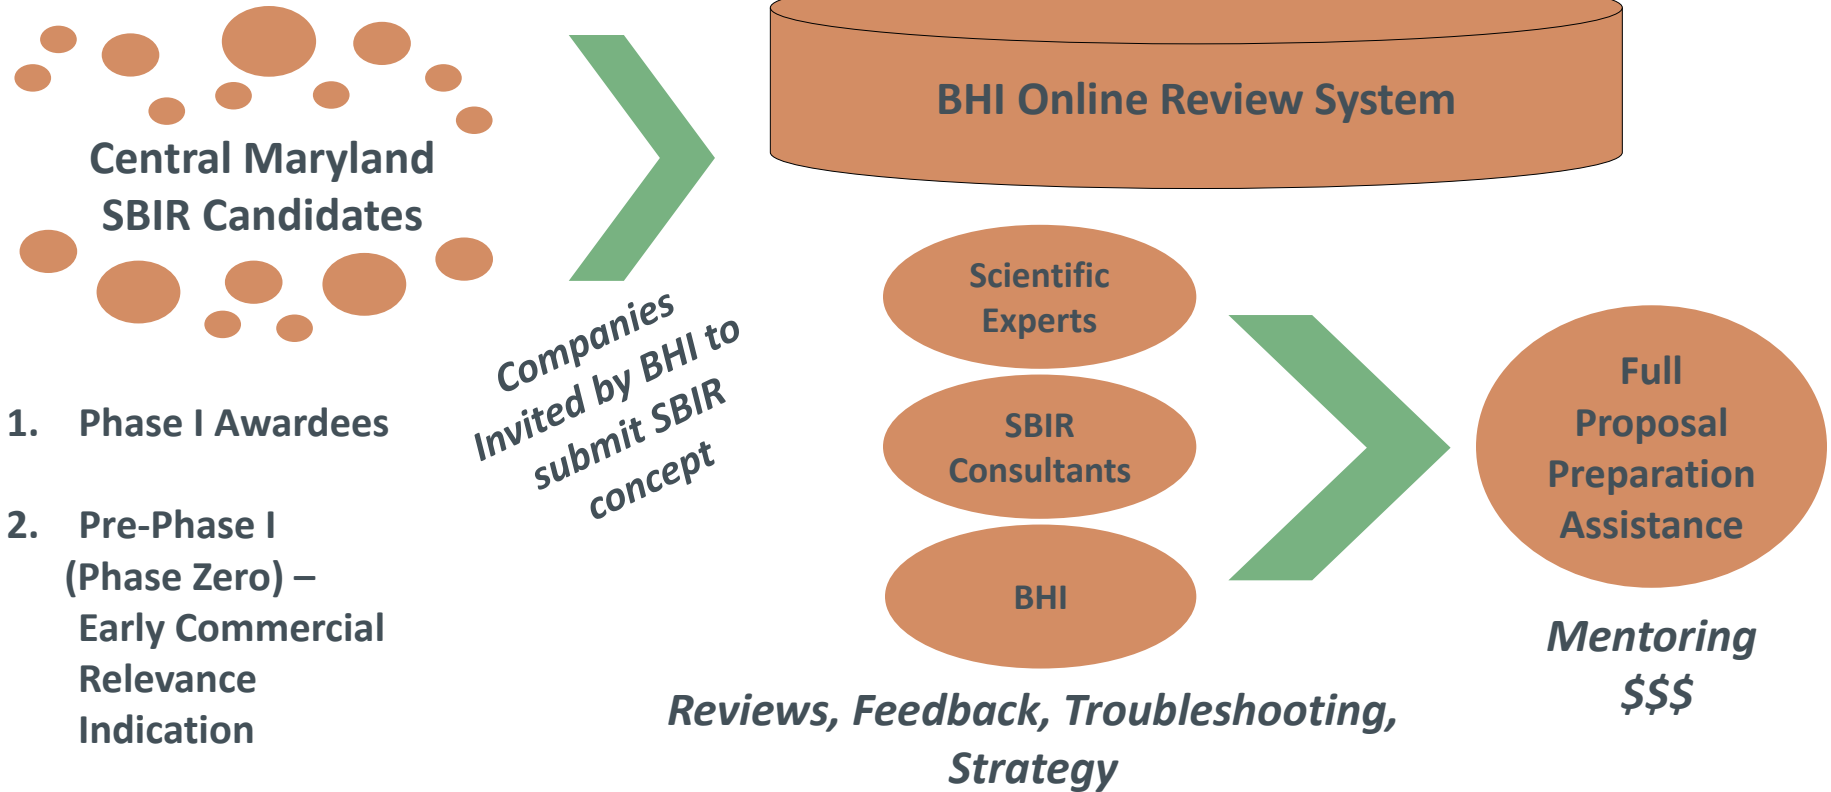 Central Maryland
SBIR Candidates
1. Phase I Awardees
2. Pre-Phase I
(Phase Zero) –
Early Commercial
Relevance
Indication
Companies
Invited by BHI to
submit SBIR
concept
BHI Online Review System
Scientific
Experts
SBIR
Consultants
BHI
Reviews, Feedback, Troubleshooting,
Strategy
Full
Proposal
Preparation
Assistance
Mentoring
$$$